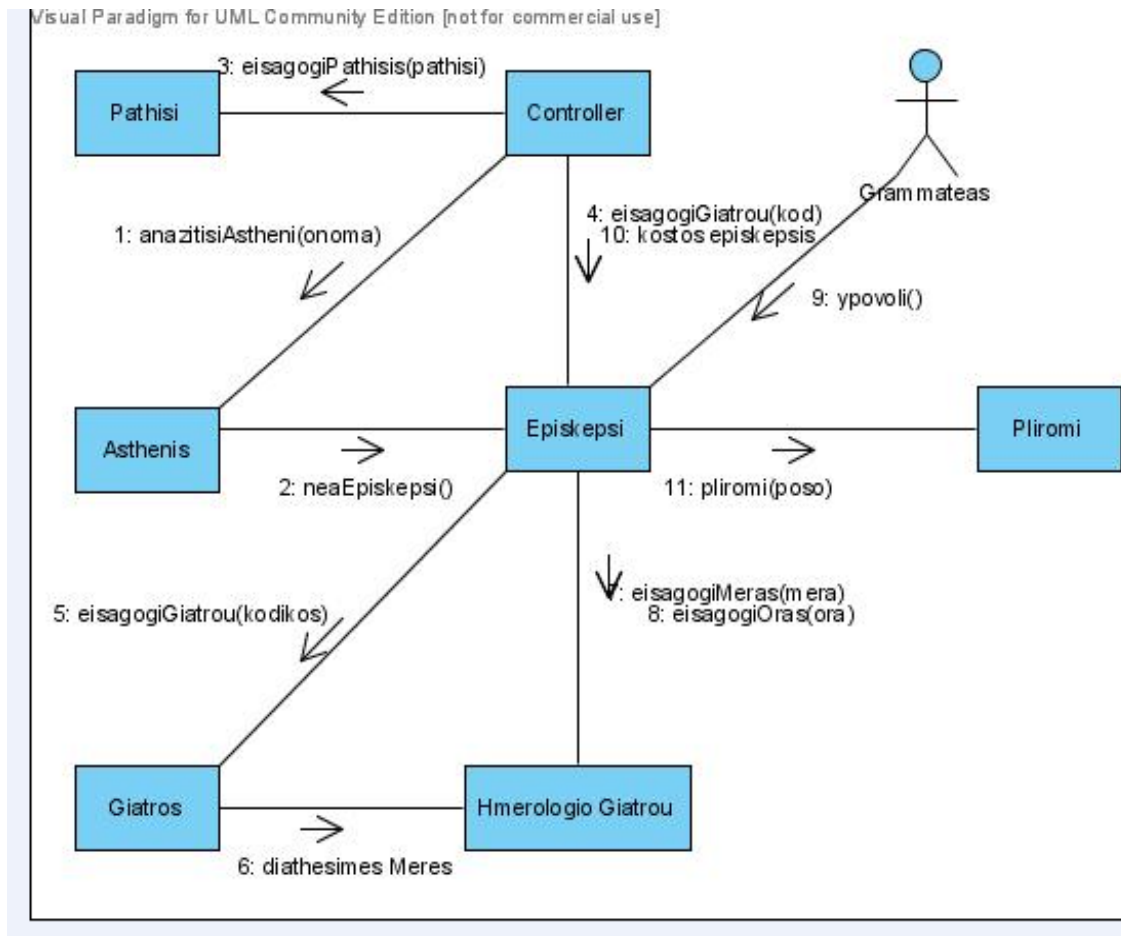 Visual Paradigm for UML Community Edition [not for commercial use]
3: eisagogiPathisis(pathisi)
Pathisi
Controller
Grammateas
4: eisagogiGiatrou(kod)
10: kostos episkepsis
1: anazitisiAstheni(onoma)
9: ypovoli()
Asthenis
Episkepsi
Pliromi
2: neaEpiskepsi()
11: pliromi(poso)
7: eisagogiMeras(mera)
8: eisagogiOras(ora)
5: eisagogiGiatrou(kodikos)
Giatros
Hmerologio Giatrou
6: diathesimes Meres